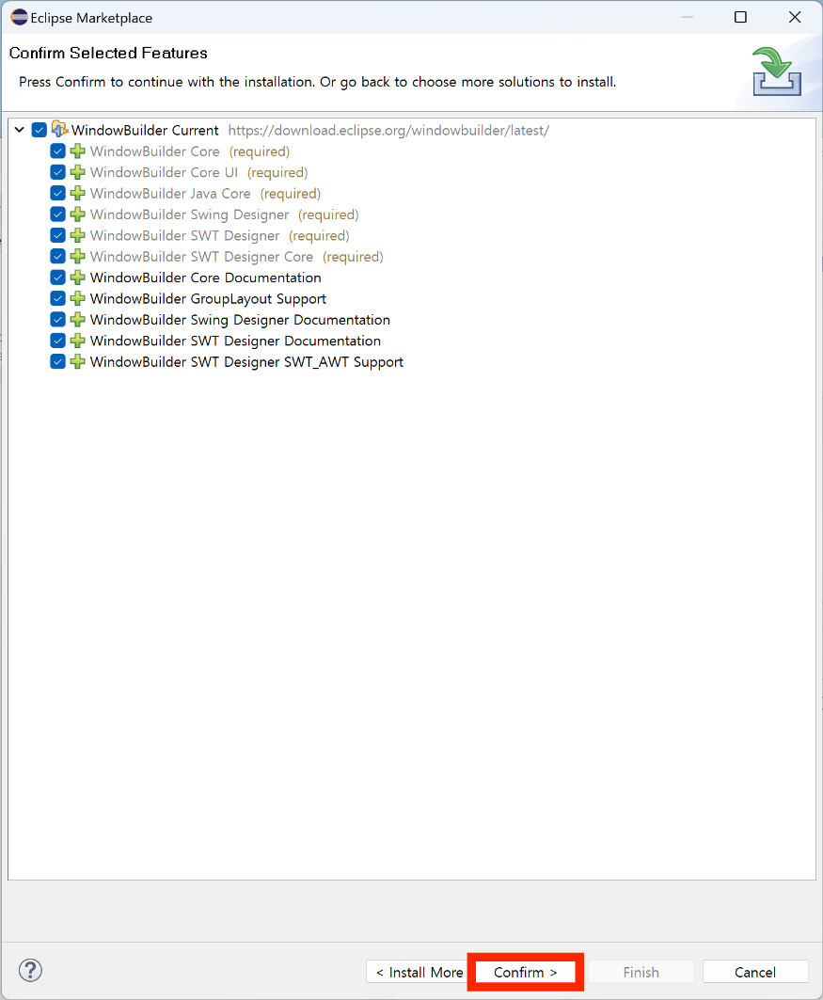 Eclipse Marketplace
Confirm Selected Features
Press Confirm to continue with the installation. Or go back to choose more solutions to install.
WindowBuilder Current https://download.eclipse.org/windowbuilder/latest/
WindowBuilder Core (required)
WindowBuilder Core UI (required)
WindowBuilder Java Core (required)
WindowBuilder Swing Designer (required)
WindowBuilder SWT Designer (required)
WindowBuilder SWT Designer Core (required)
WindowBuilder Core Documentation
WindowBuilder GroupLayout Support
WindowBuilder Swing Designer Documentation
WindowBuilder SWT Designer Documentation
WindowBuilder SWT Designer SWT_AWT Support
? < Install More Confirm > Finish Cancel